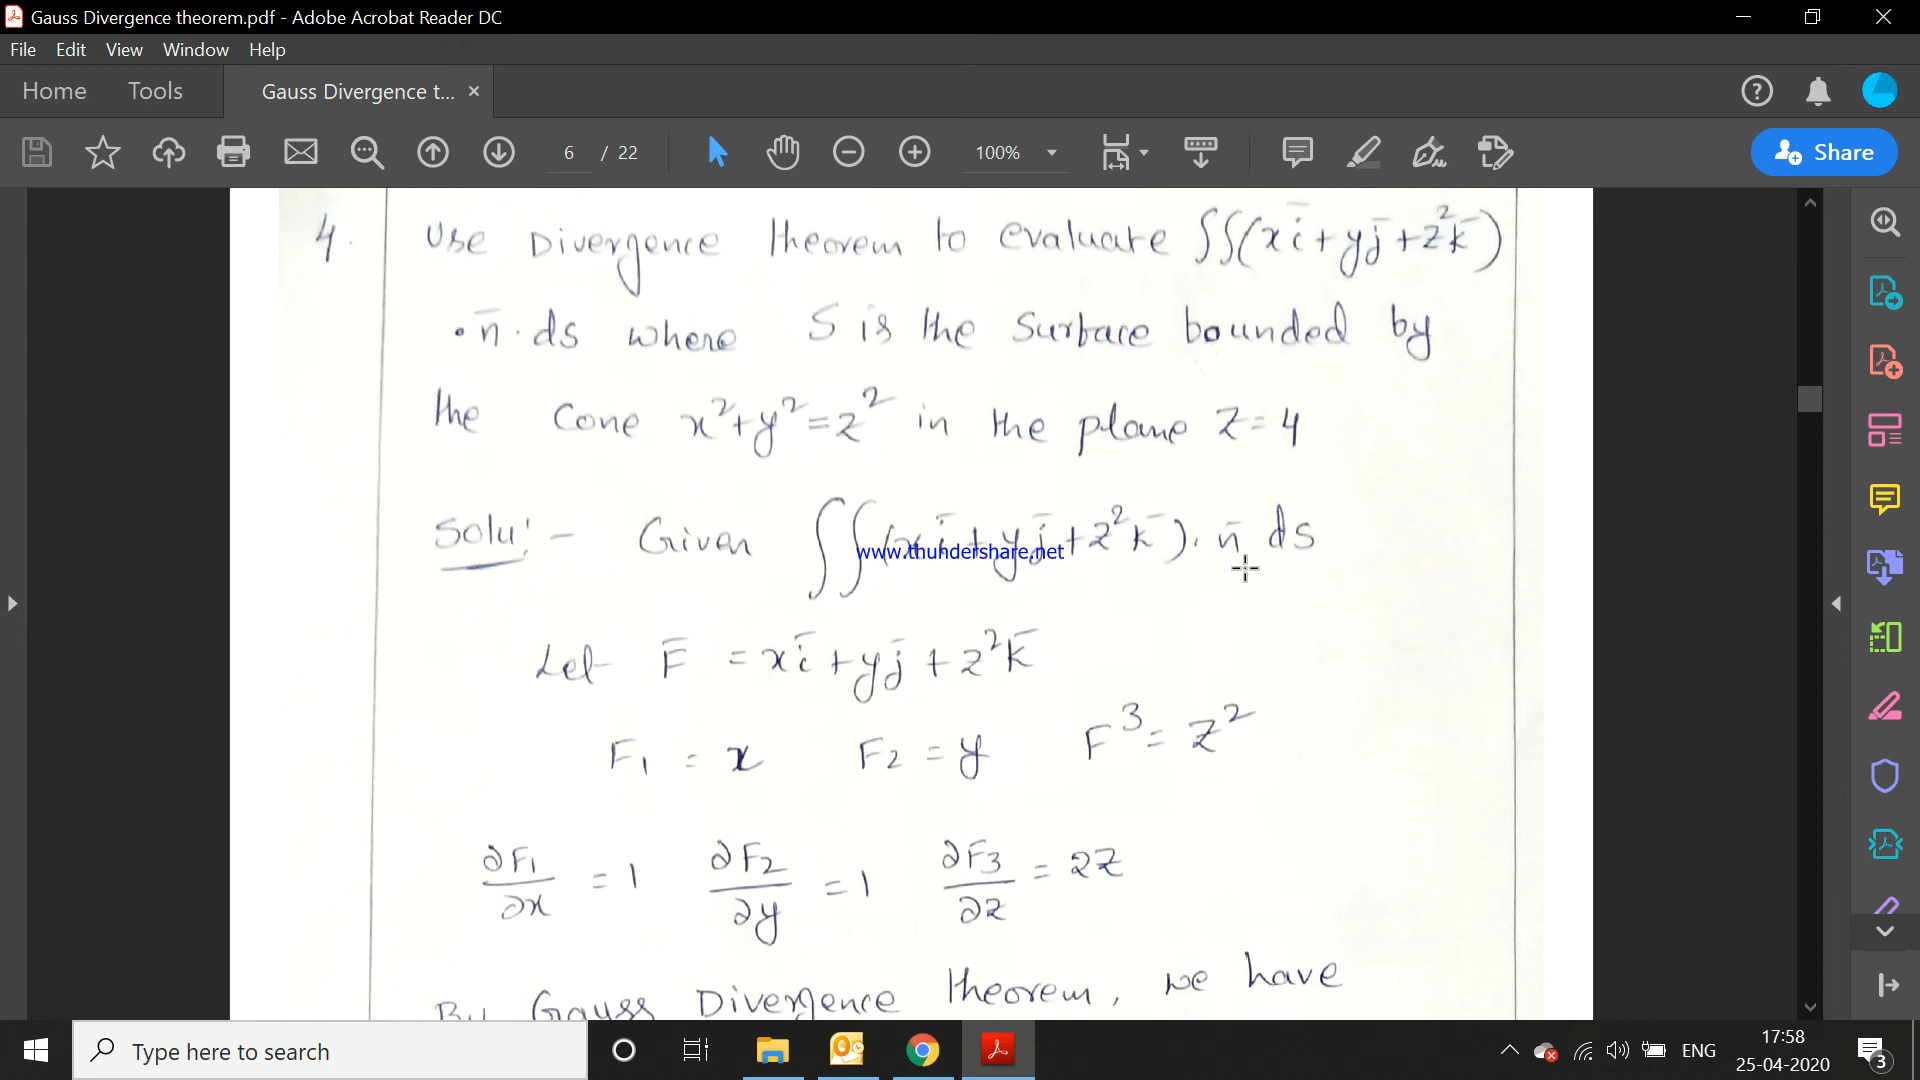 Gauss Divergence theorem.pdf - Adobe Acrobat Reader DC
File Edit View Window Help
Home Tools Gauss Divergence t... ×
6 / 22 100% Share
4. Use Divergence theorem to evaluate ∬(xi̅+yj̅+z²k̅)
·n̅·ds where S is the surface bounded by
the cone x²+y²=z² in the plane z=4
Solu:- Given ∬(xi̅+yj̅+z²k̅)·n̅ ds
www.thundershare.net
Let F̅ = xi̅+yj̅+z²k̅
F₁ = x F₂ = y F³= z²
∂F₁/∂x = 1 ∂F₂/∂y = 1 ∂F₃/∂z = 2z
By Gauss Divergence theorem, we have
Type here to search
ENG
17:58
25-04-2020
3